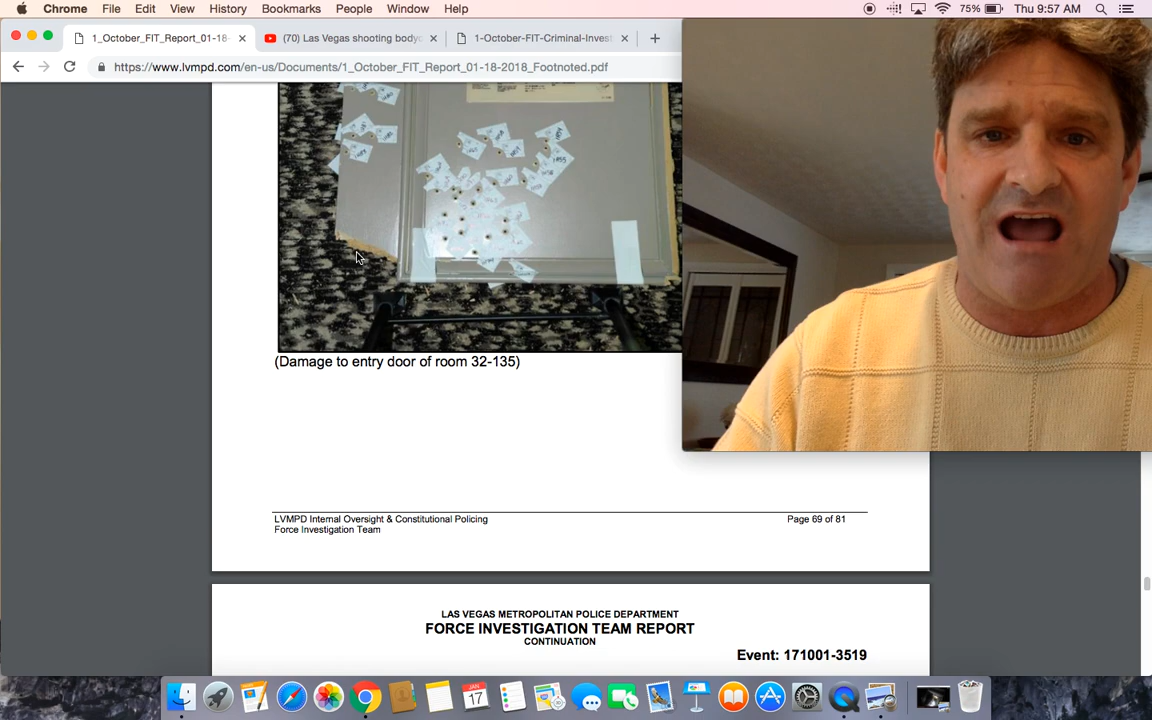 Chrome File Edit View History Bookmarks People Window Help 75% Thu 9:57 AM
1_October_FIT_Report_01-18- (70) Las Vegas shooting bodyc 1-October-FIT-Criminal-Invest
https://www.lvmpd.com/en-us/Documents/1_October_FIT_Report_01-18-2018_Footnoted.pdf
(Damage to entry door of room 32-135)
LVMPD Internal Oversight & Constitutional Policing Page 69 of 81
Force Investigation Team
LAS VEGAS METROPOLITAN POLICE DEPARTMENT
FORCE INVESTIGATION TEAM REPORT
CONTINUATION
Event: 171001-3519
JAN
17